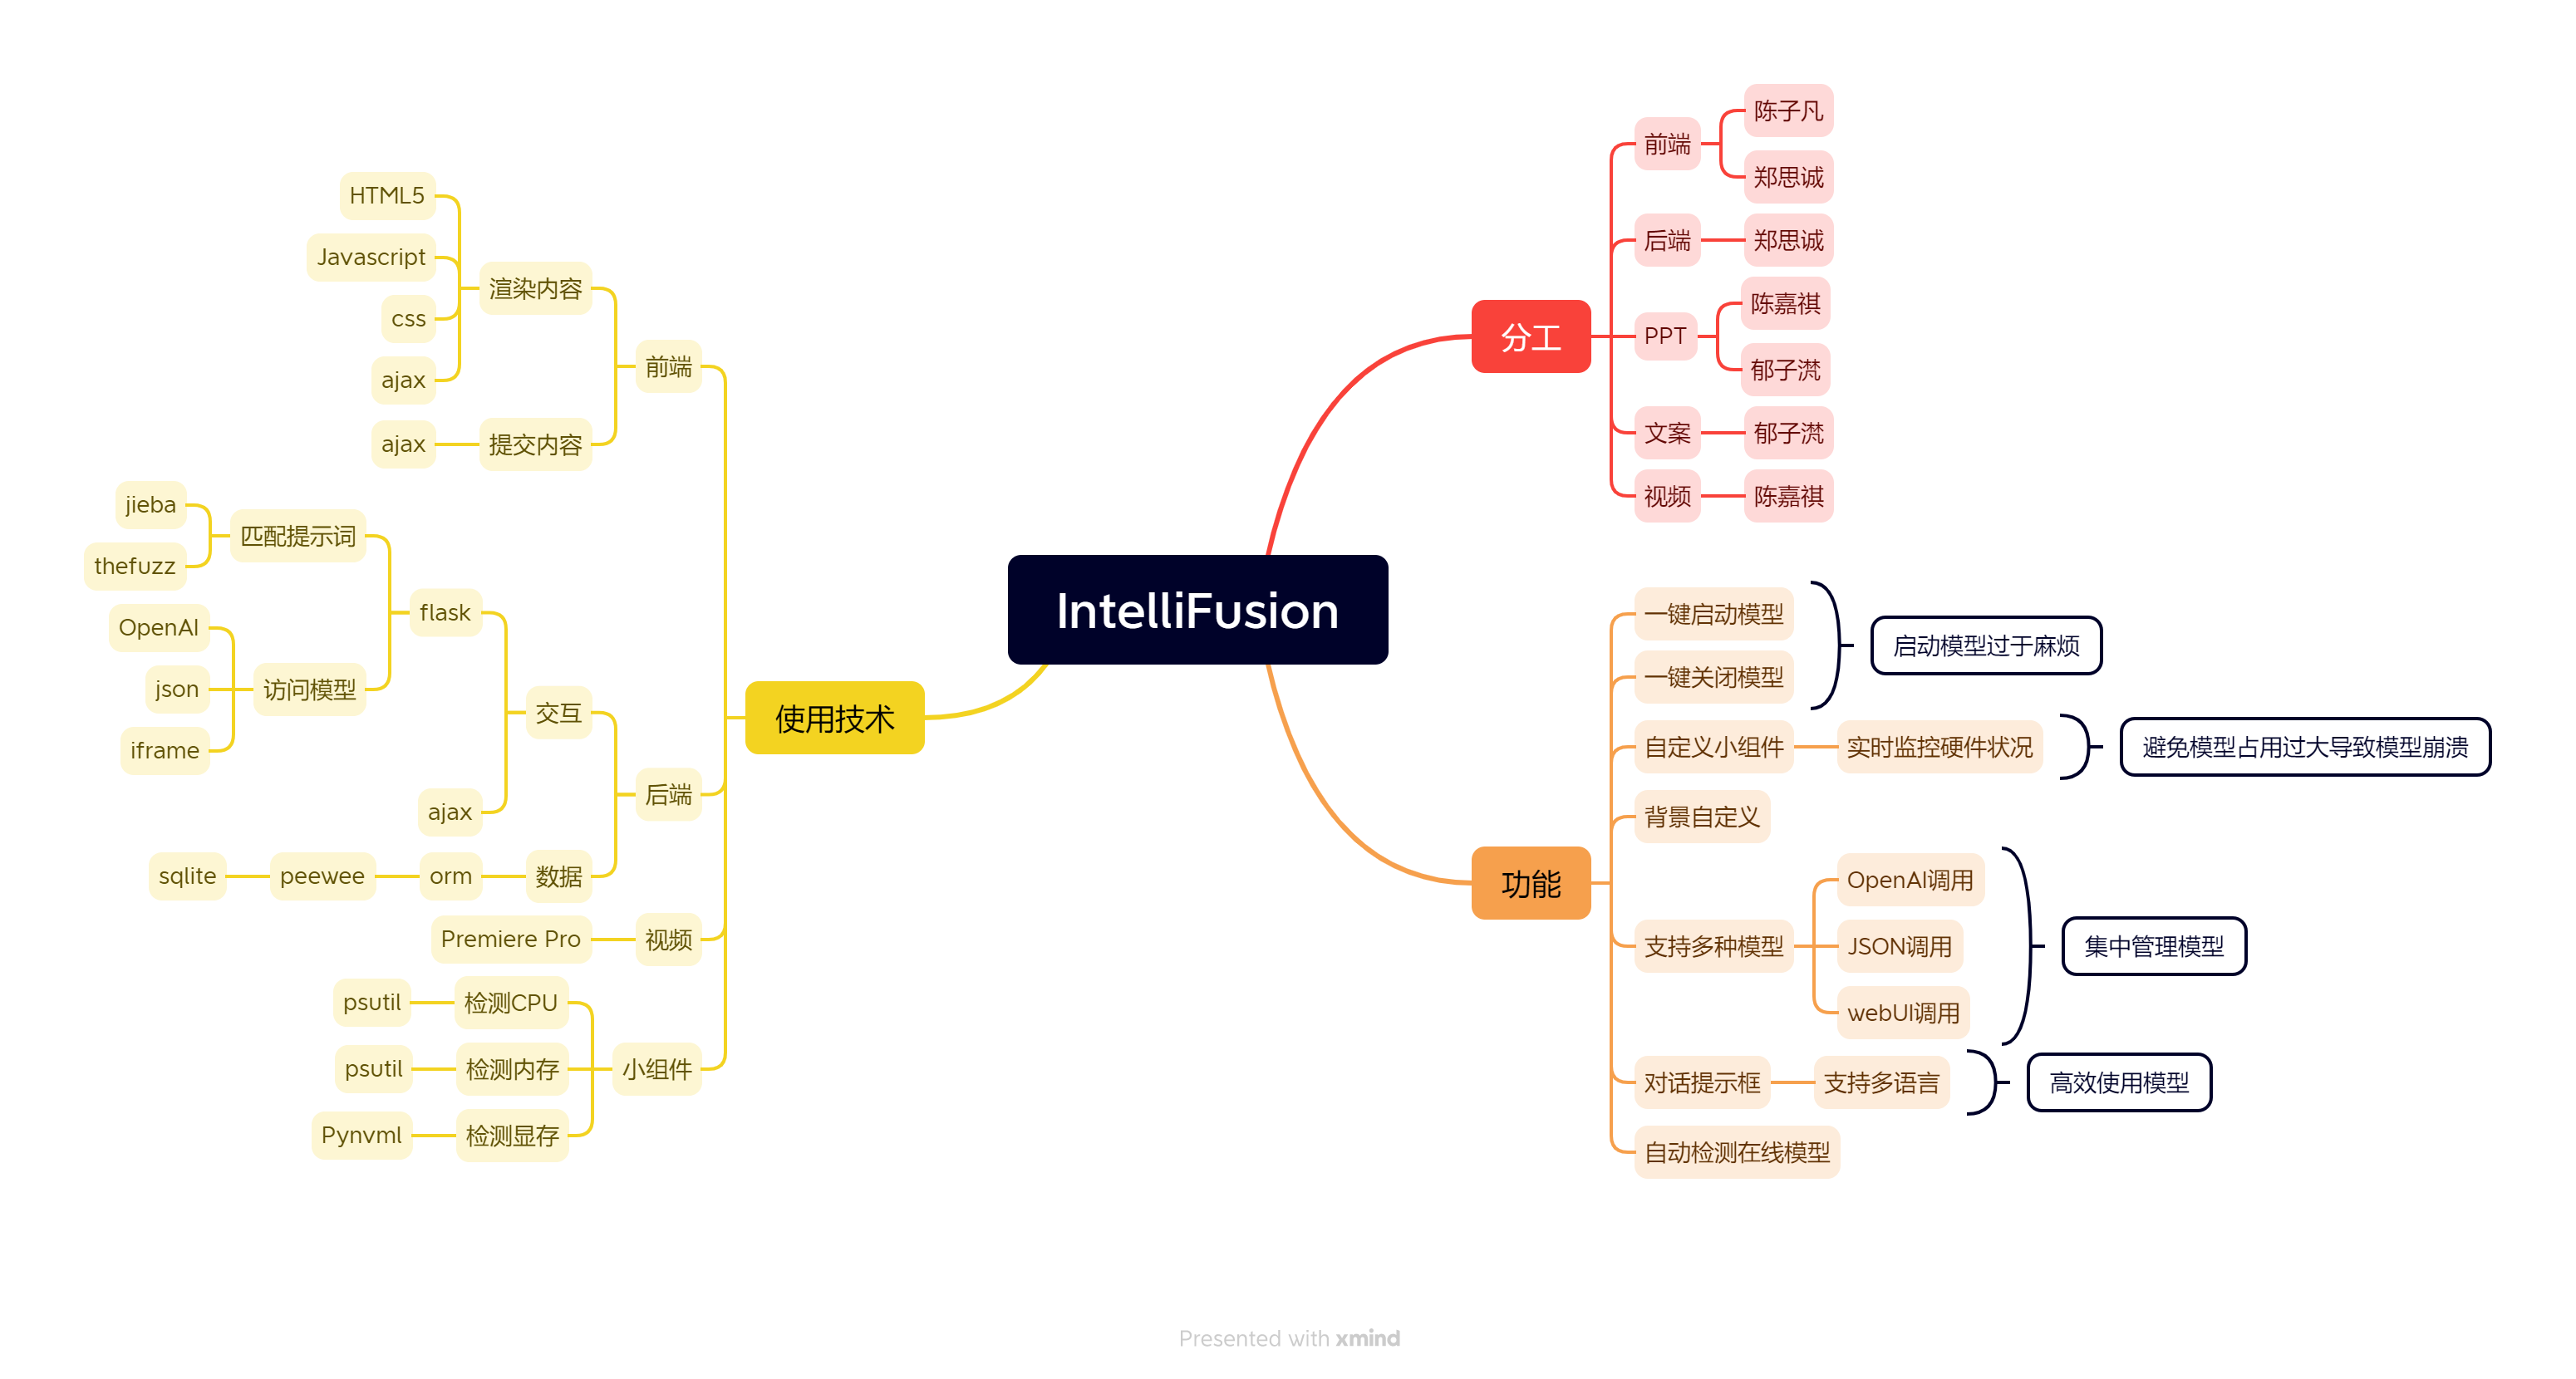 IntelliFusion
分工
前端
陈子凡
郑思诚
后端
郑思诚
PPT
陈嘉祺
郁子溋
文案
郁子溋
视频
陈嘉祺
功能
一键启动模型
一键关闭模型
启动模型过于麻烦
自定义小组件
实时监控硬件状况
避免模型占用过大导致模型崩溃
背景自定义
支持多种模型
OpenAI调用
JSON调用
webUI调用
集中管理模型
对话提示框
支持多语言
高效使用模型
自动检测在线模型
使用技术
前端
渲染内容
HTML5
Javascript
css
ajax
提交内容
ajax
后端
交互
flask
匹配提示词
jieba
thefuzz
访问模型
OpenAI
json
iframe
ajax
数据
orm
peewee
sqlite
视频
Premiere Pro
小组件
检测CPU
psutil
检测内存
psutil
检测显存
Pynvml
Presented with xmind